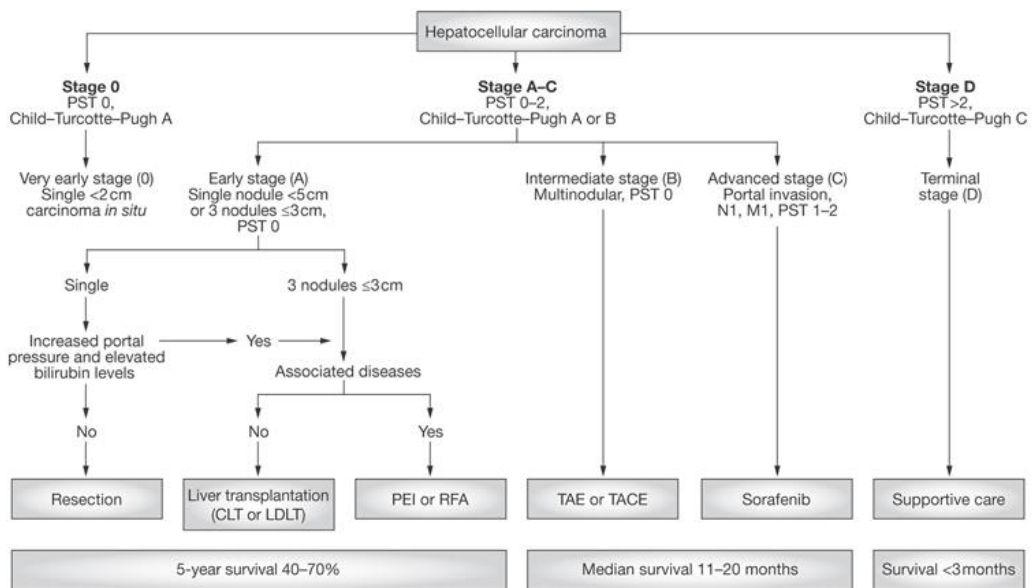 Hepatocellular carcinoma
Stage 0
PST 0,
Child–Turcotte–Pugh A
Stage A–C
PST 0–2,
Child–Turcotte–Pugh A or B
Stage D
PST >2,
Child–Turcotte–Pugh C
Very early stage (0)
Single <2 cm
carcinoma in situ
Early stage (A)
Single nodule <5 cm
or 3 nodules ≤3 cm,
PST 0
Intermediate stage (B)
Multinodular, PST 0
Advanced stage (C)
Portal invasion,
N1, M1, PST 1–2
Terminal
stage (D)
Single
3 nodules ≤3 cm
Increased portal
pressure and elevated
bilirubin levels
Yes
Associated diseases
No
No
Yes
Resection
Liver transplantation
(CLT or LDLT)
PEI or RFA
TAE or TACE
Sorafenib
Supportive care
5-year survival 40–70%
Median survival 11–20 months
Survival <3 months